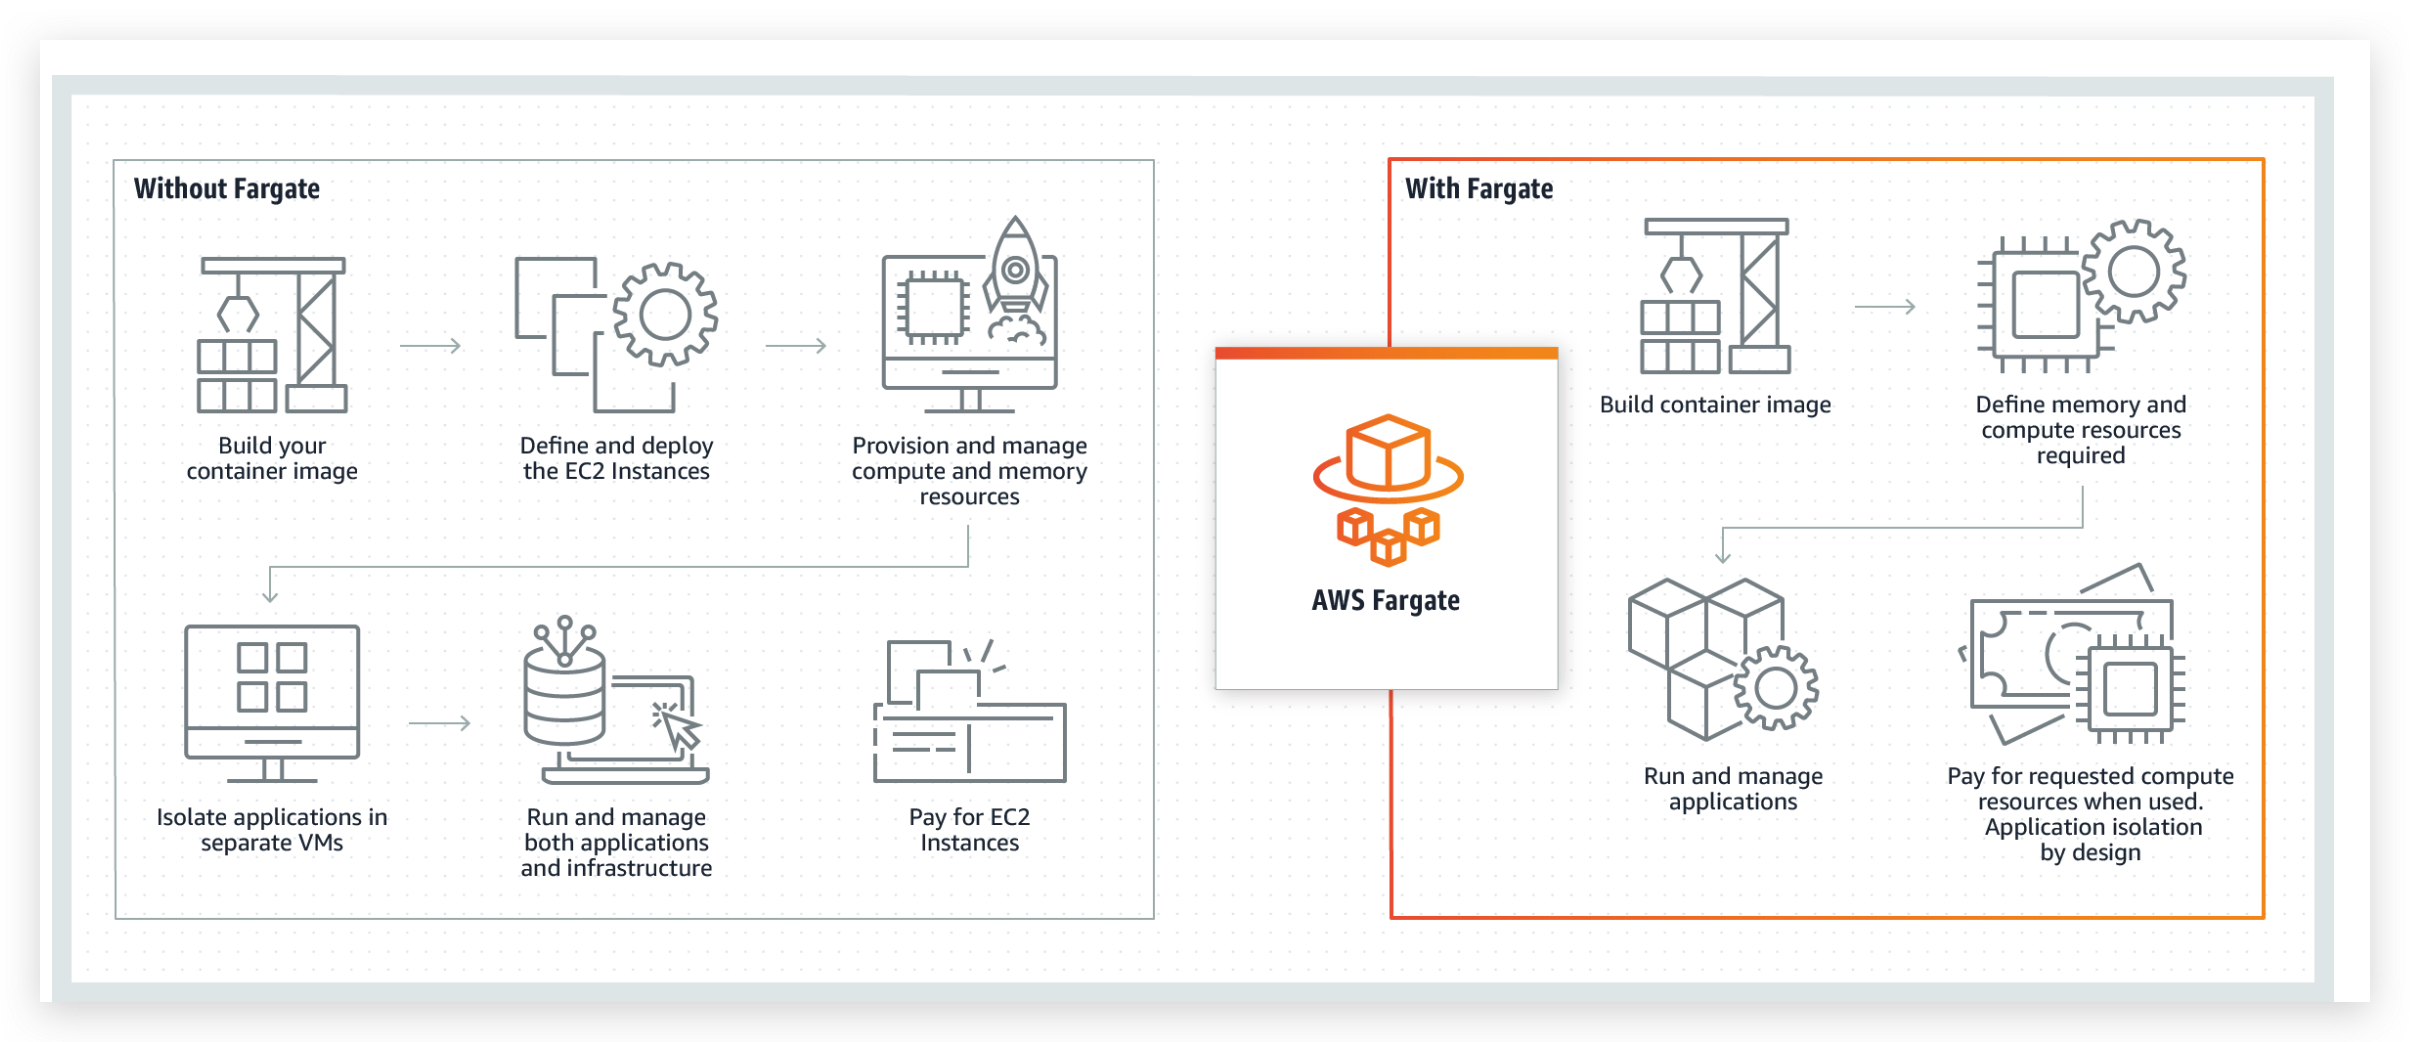 Without Fargate
Build your
container image
Define and deploy
the EC2 Instances
Provision and manage
compute and memory
resources
Isolate applications in
separate VMs
Run and manage
both applications
and infrastructure
Pay for EC2
Instances
AWS Fargate
With Fargate
Build container image
Define memory and
compute resources
required
Run and manage
applications
Pay for requested compute
resources when used.
Application isolation
by design